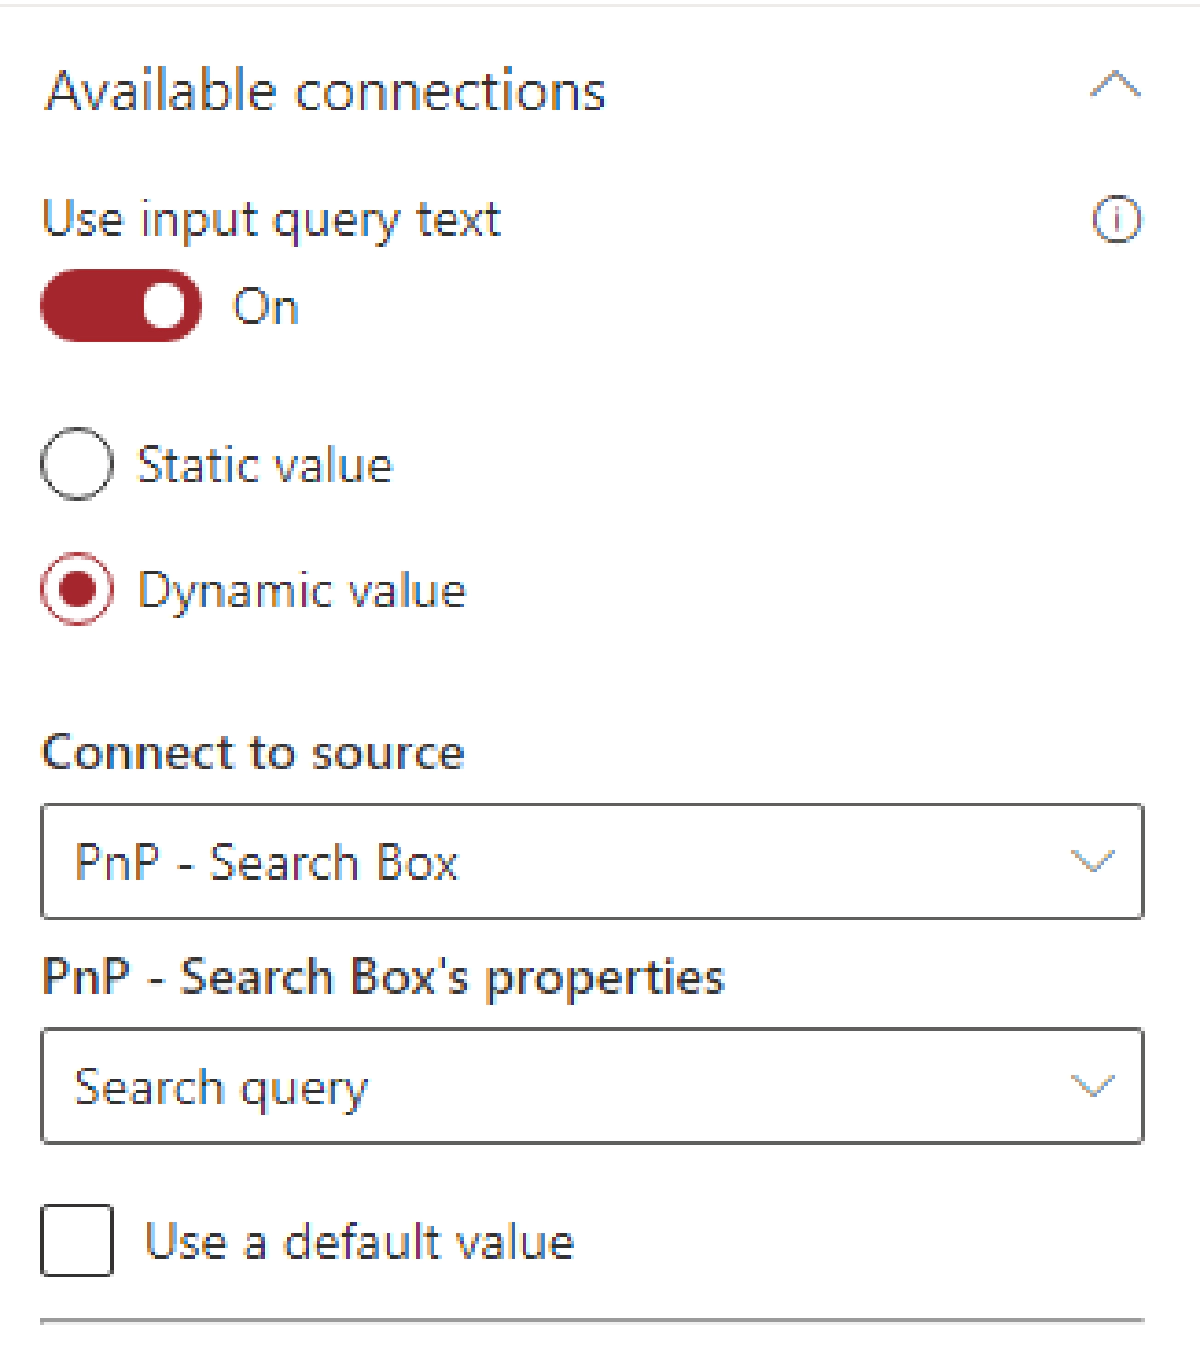 Available connections
Use input query text
On
Static value
Dynamic value
Connect to source
PnP - Search Box
PnP - Search Box's properties
Search query
Use a default value